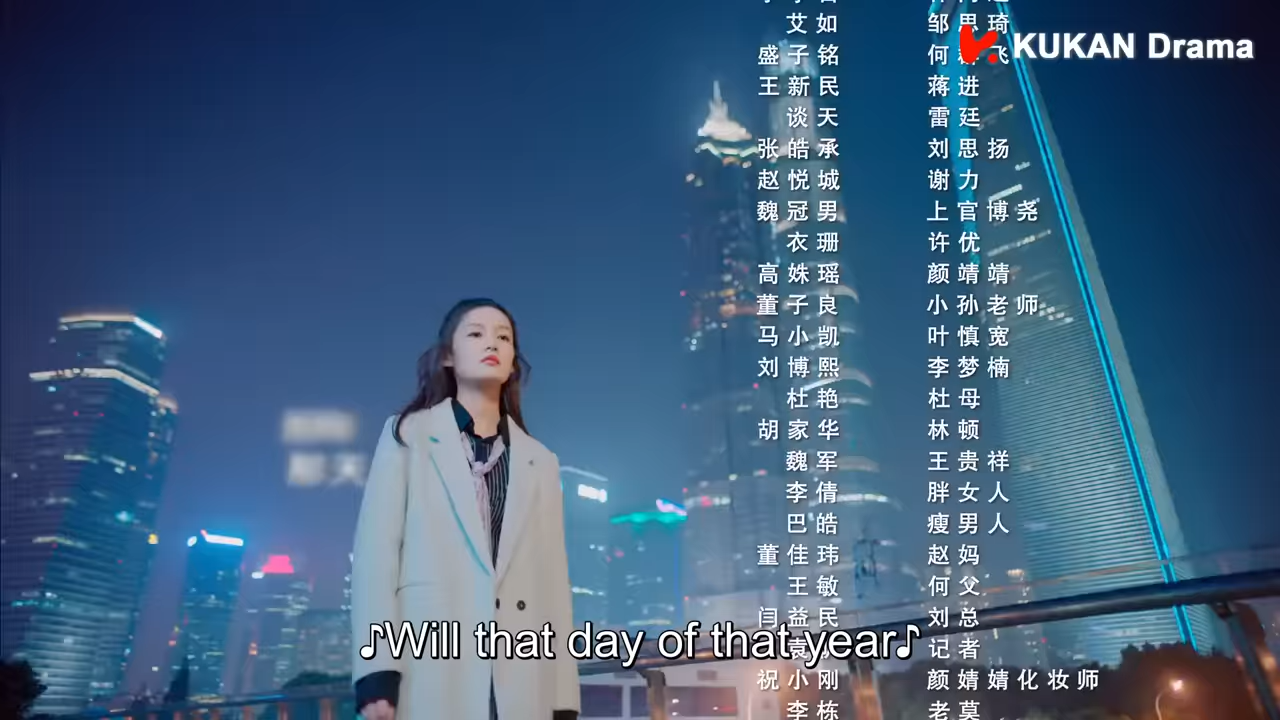 KUKAN Drama
艾如 邹思琦
盛子铭
王新民 蒋进
谈天 雷廷
张皓承 刘思扬
赵悦城 谢力
魏冠男 上官博尧
衣珊 许优
高姝瑶 颜靖靖
董子良 小孙老师
马小凯 叶慎宽
刘博熙 李梦楠
杜艳 杜母
胡家华 林顿
魏军 王贵祥
李倩 胖女人
巴皓 瘦男人
董佳玮 赵妈
王敏 何父
闫益民 刘总
记者
♪Will that day of that year♪
祝小刚 颜婧婧化妆师
李栋 老莫